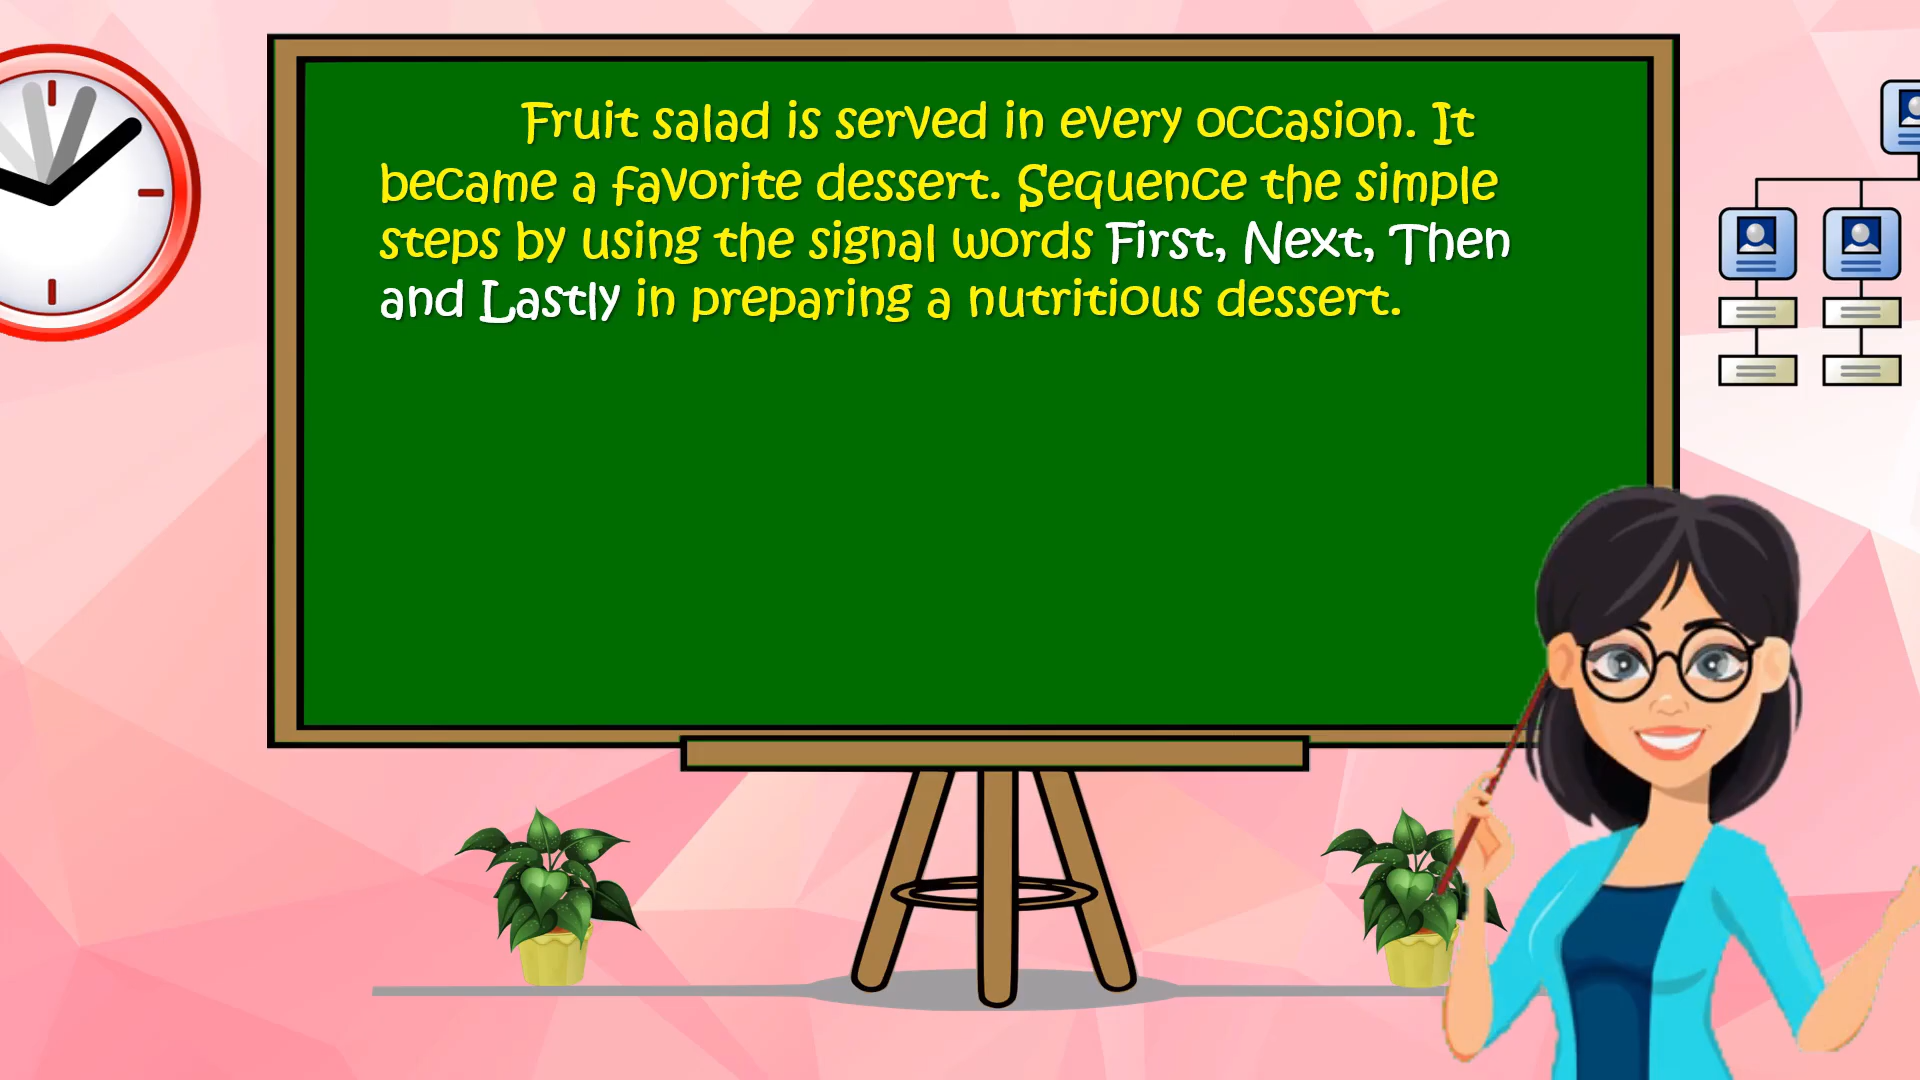 Fruit salad is served in every occasion. It
became a favorite dessert. Sequence the simple
steps by using the signal words First, Next, Then
and Lastly in preparing a nutritious dessert.